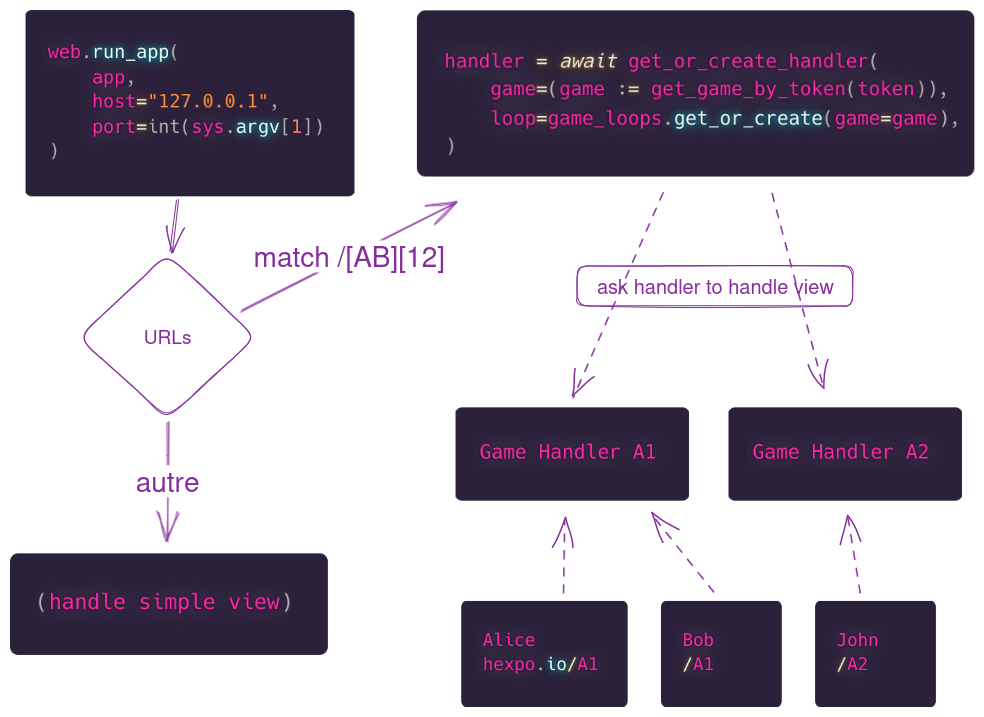 web.run_app(
    app,
    host="127.0.0.1",
    port=int(sys.argv[1])
)
handler = await get_or_create_handler(
    game=(game := get_game_by_token(token)),
    loop=game_loops.get_or_create(game=game),
)
match /[AB][12]
ask handler to handle view
URLs
Game Handler A1
Game Handler A2
autre
(handle simple view)
Alice
hexpo.io/A1
Bob
/A1
John
/A2